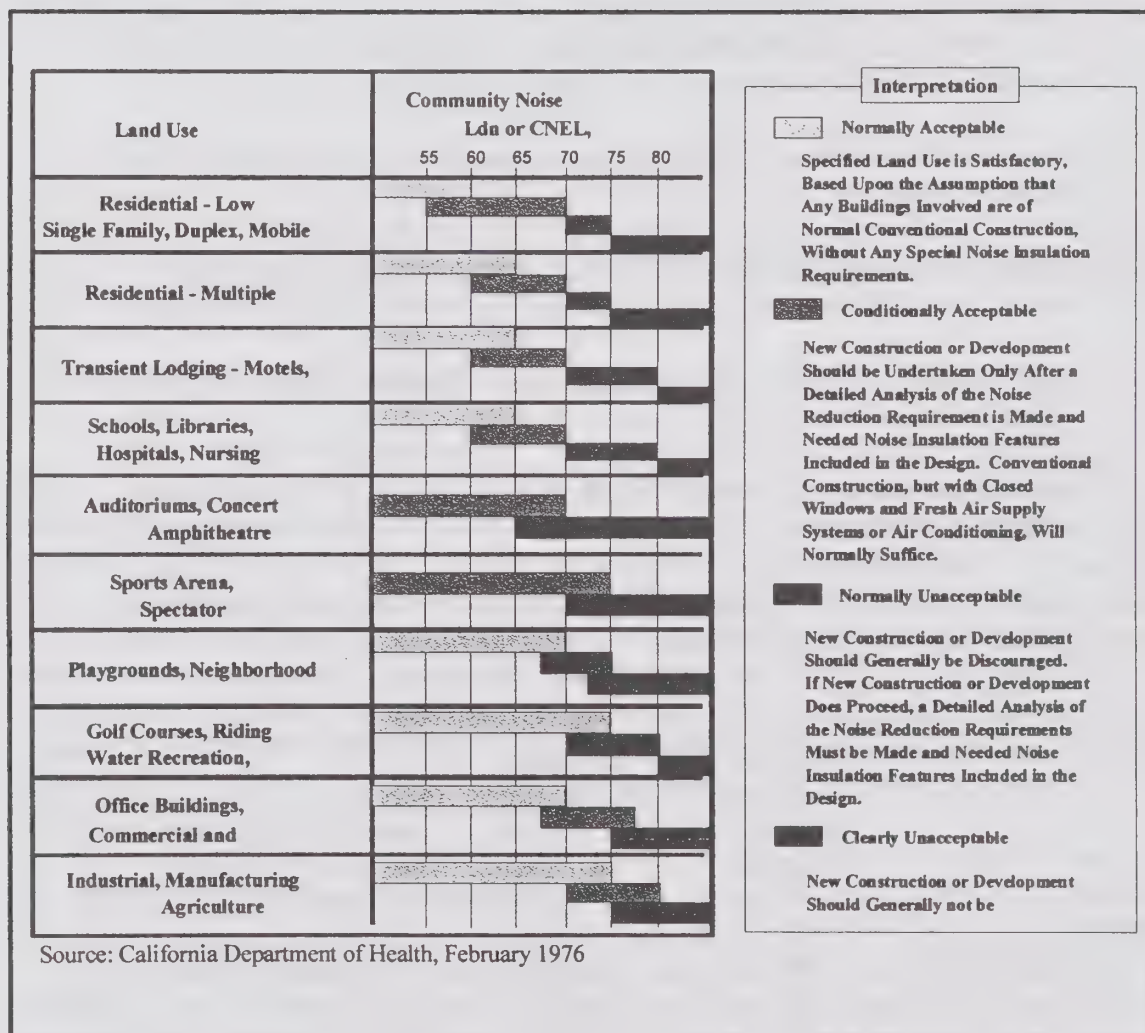 Land Use
Community Noise
Ldn or CNEL,
55 60 65 70 75 80
Residential - Low
Single Family, Duplex, Mobile
Residential - Multiple
Transient Lodging - Motels,
Schools, Libraries,
Hospitals, Nursing
Auditoriums, Concert
Amphitheatre
Sports Arena,
Spectator
Playgrounds, Neighborhood
Golf Courses, Riding
Water Recreation,
Office Buildings,
Commercial and
Industrial, Manufacturing
Agriculture
Interpretation
Normally Acceptable
Specified Land Use is Satisfactory,
Based Upon the Assumption that
Any Buildings Involved are of
Normal Conventional Construction,
Without Any Special Noise Insulation
Requirements.
Conditionally Acceptable
New Construction or Development
Should be Undertaken Only After a
Detailed Analysis of the Noise
Reduction Requirement is Made and
Needed Noise Insulation Features
Included in the Design. Conventional
Construction, but with Closed
Windows and Fresh Air Supply
Systems or Air Conditioning, Will
Normally Suffice.
Normally Unacceptable
New Construction or Development
Should Generally be Discouraged.
If New Construction or Development
Does Proceed, a Detailed Analysis of
the Noise Reduction Requirements
Must be Made and Needed Noise
Insulation Features Included in the
Design.
Clearly Unacceptable
New Construction or Development
Should Generally not be
Source: California Department of Health, February 1976